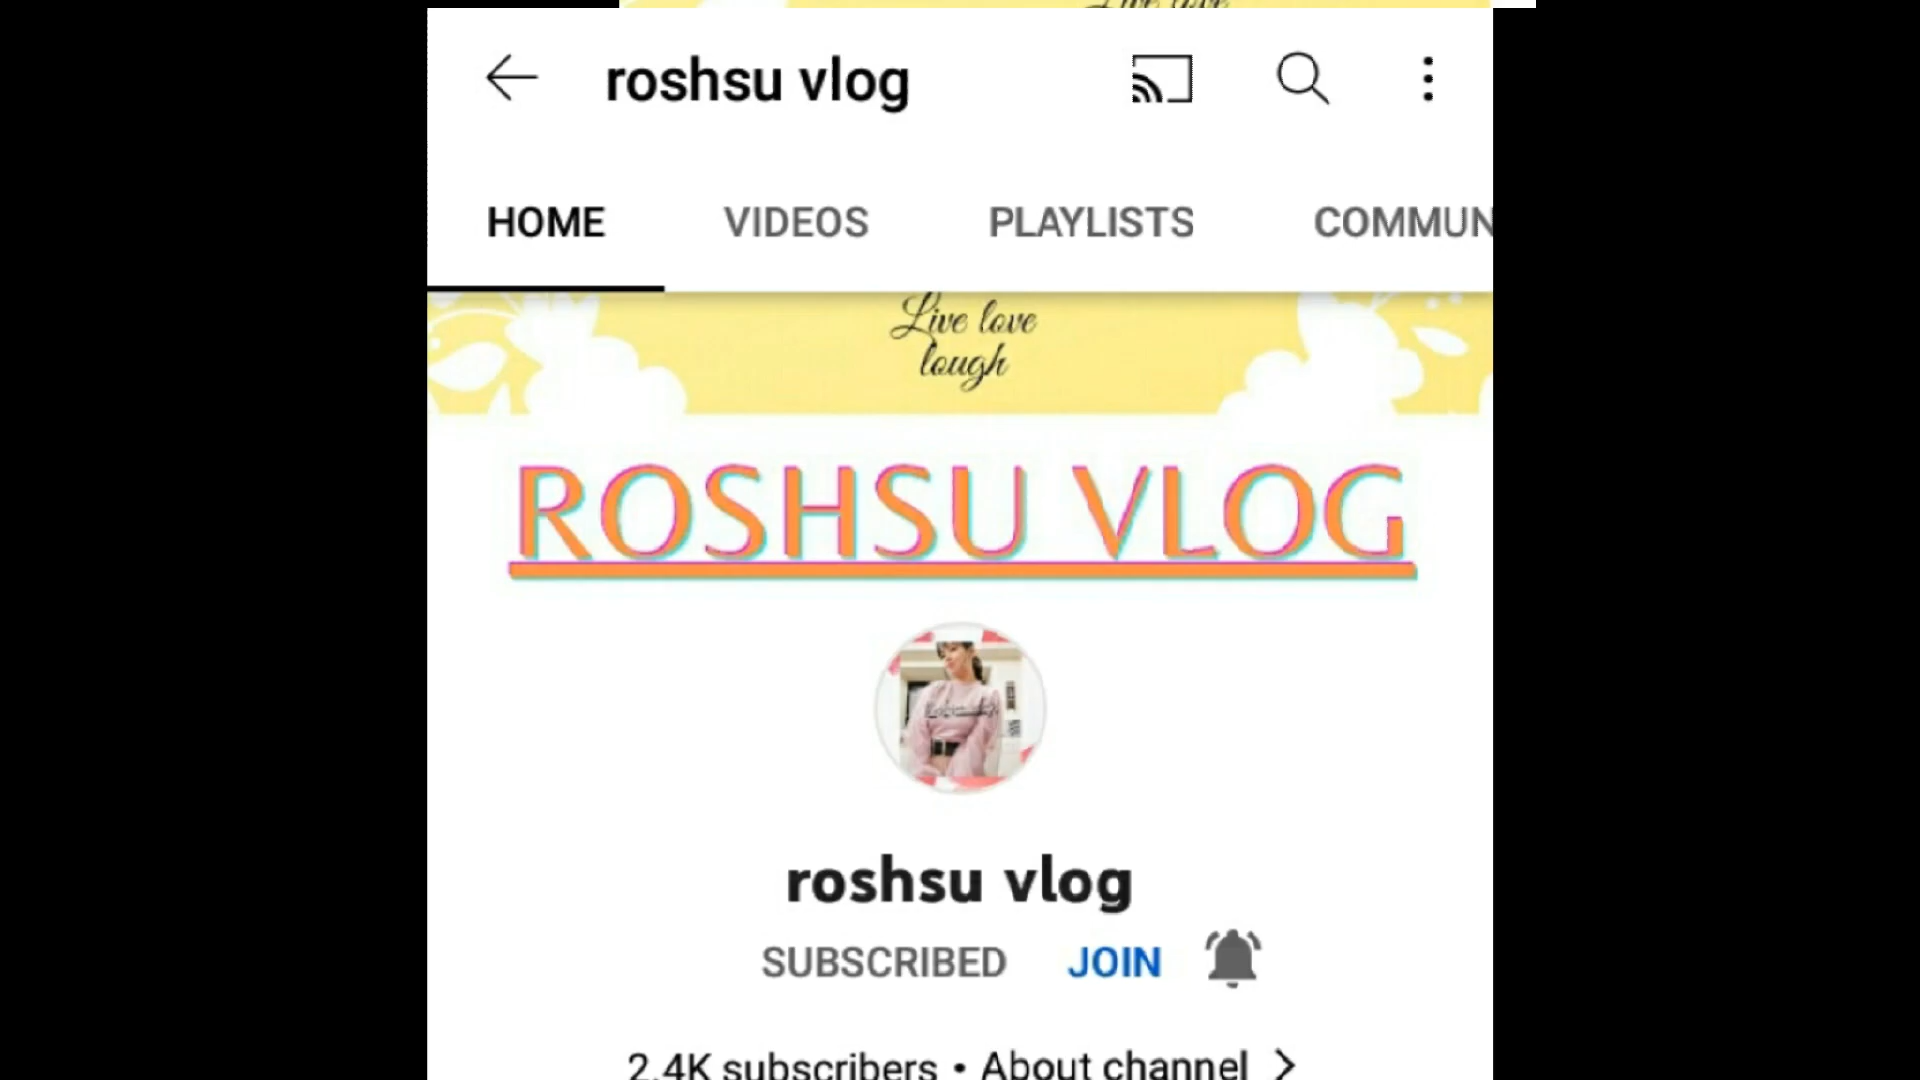 roshsu vlog
HOME VIDEOS PLAYLISTS COMMUN
Live love
lough
ROSHSU VLOG
roshsu vlog
SUBSCRIBED JOIN
2.4K subscribers • About channel